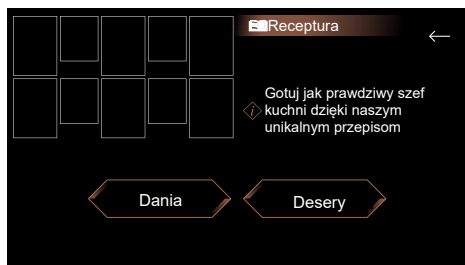 Receptura
Gotuj jak prawdziwy szef
kuchni dzięki naszym
unikalnym przepisom
Dania
Desery